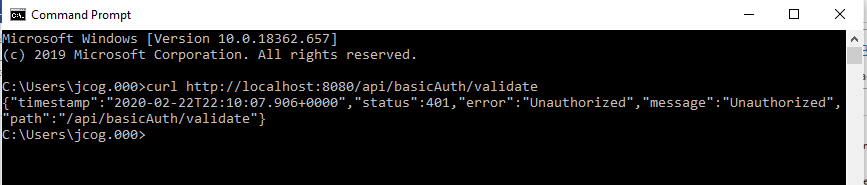 Command Prompt
Microsoft Windows [Version 10.0.18362.657]
(c) 2019 Microsoft Corporation. All rights reserved.
C:\Users\jcog.000>curl http://localhost:8080/api/basicAuth/validate
{"timestamp":"2020-02-22T22:10:07.906+0000","status":401,"error":"Unauthorized","message":"Unauthorized",
"path":"/api/basicAuth/validate"}
C:\Users\jcog.000>